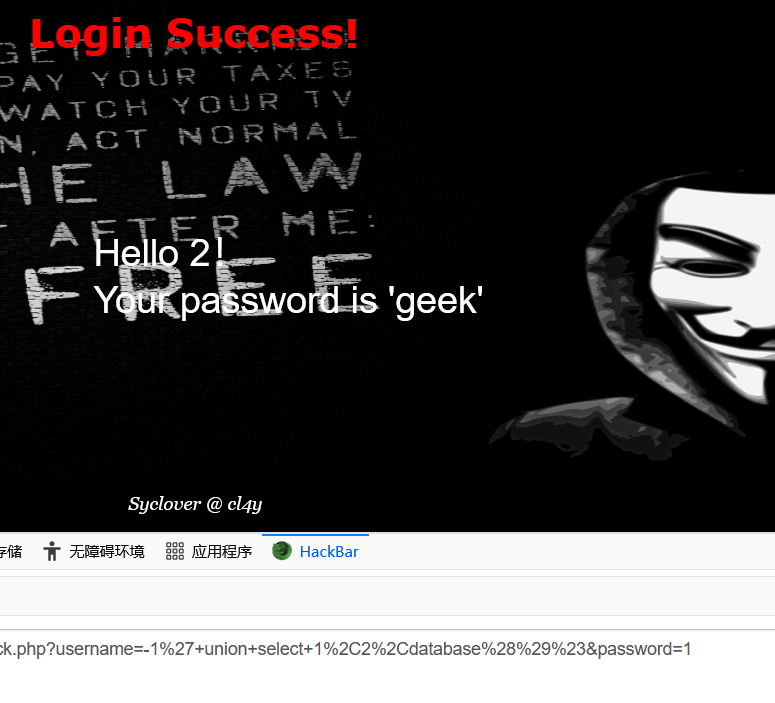 Login Success!
PAY YOUR TAXES
WATCH YOUR TV
N, ACT NORMAL
HE LAW
AFTER ME:
FREE
Hello 2！
Your password is 'geek'
Syclover @ cl4y
存储 无障碍环境 应用程序 HackBar
ck.php?username=-1%27+union+select+1%2C2%2Cdatabase%28%29%23&password=1